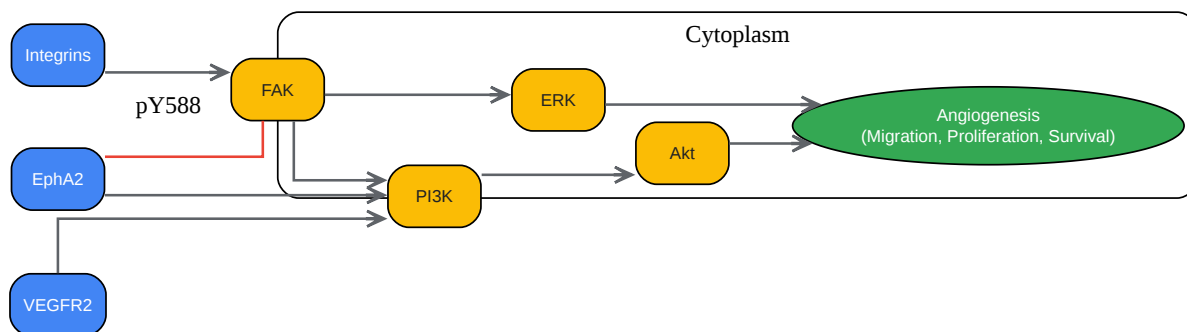 Cytoplasm
Integrins
FAK
pY588
ERK
Angiogenesis
(Migration, Proliferation, Survival)
Akt
EphA2
PI3K
VEGFR2